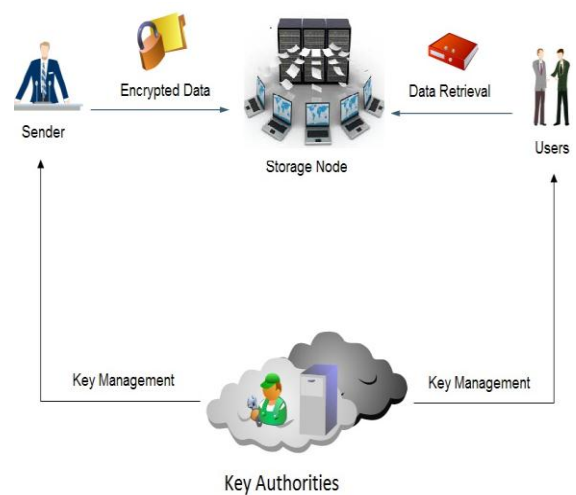 Encrypted Data
Data Retrieval
Sender
Storage Node
Users
Key Management
Key Management
Key Authorities